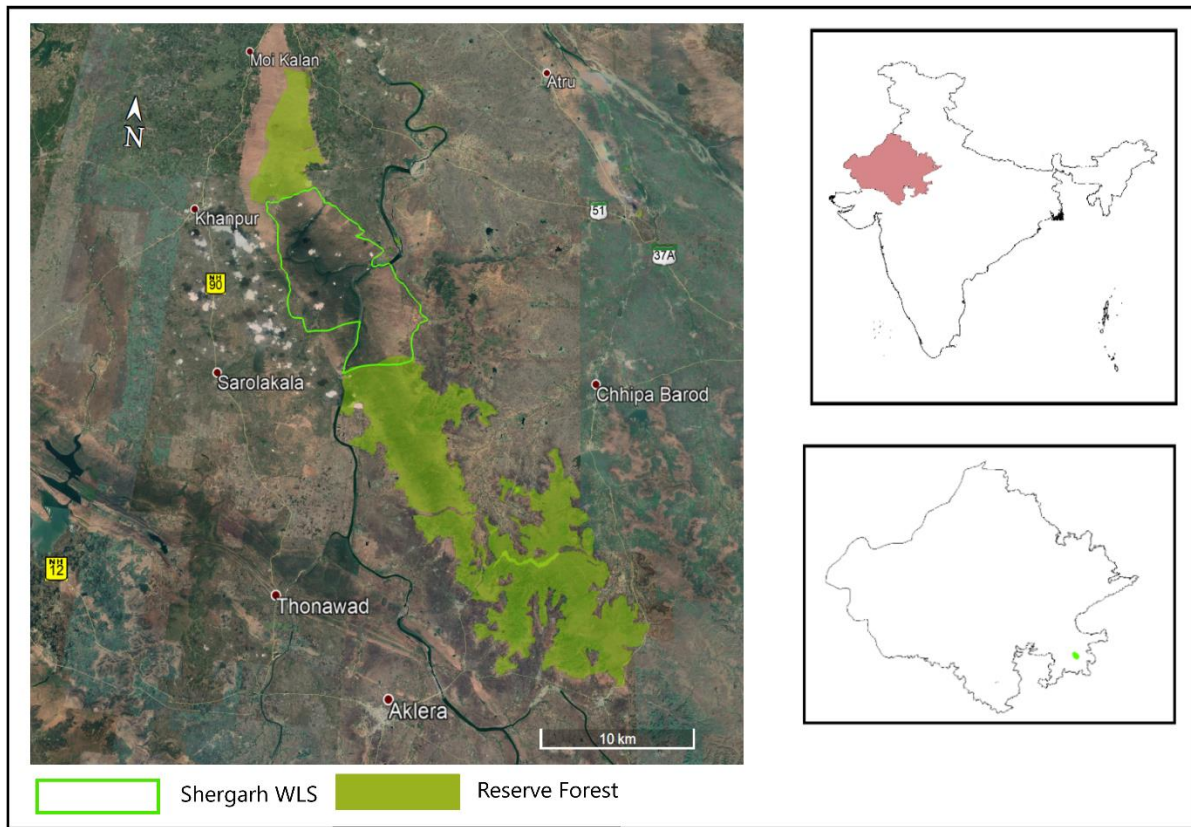 Moi Kalan
Atru
N
Khanpur
51
37A
NH
90
Sarolakala
Chhipa Barod
NH
12
Thonawad
Aklera
10 km
Shergarh WLS
Reserve Forest